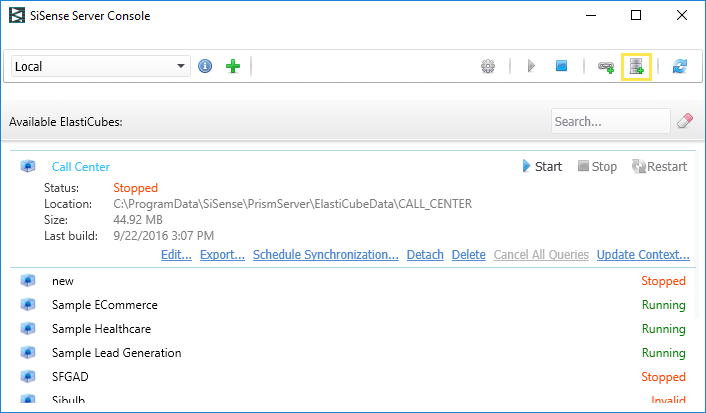 SiSense Server Console
Local
Available ElastiCubes:
Search...
Call Center
Start Stop Restart
Status: Stopped
Location: C:\ProgramData\SiSense\PrismServer\ElastiCubeData\CALL_CENTER
Size: 44.92 MB
Last build: 9/22/2016 3:07 PM
Edit... Export... Schedule Synchronization... Detach Delete Cancel All Queries Update Context...
new Stopped
Sample ECommerce Running
Sample Healthcare Running
Sample Lead Generation Running
SFGAD Stopped
Sibulb Invalid